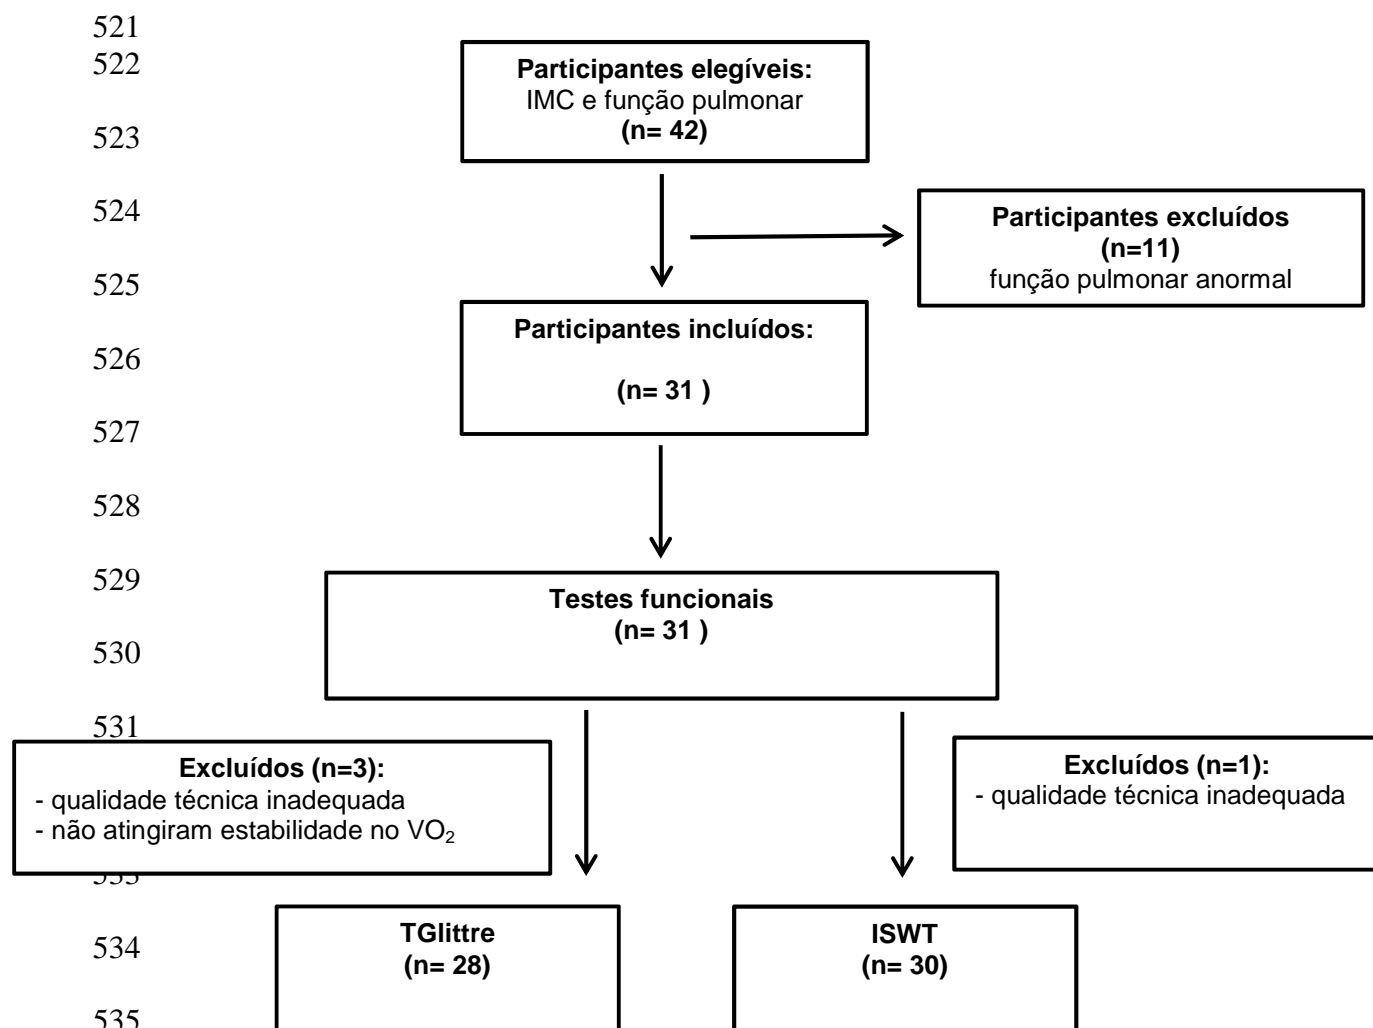 521
522
Participantes elegíveis:
IMC e função pulmonar
(n= 42)
523
524
Participantes excluídos
(n=11)
função pulmonar anormal
525
Participantes incluídos:
526
(n= 31 )
527
528
529
Testes funcionais
(n= 31 )
530
531
Excluídos (n=3):
- qualidade técnica inadequada
- não atingiram estabilidade no VO₂
Excluídos (n=1):
- qualidade técnica inadequada
533
TGlittre
(n= 28)
ISWT
(n= 30)
534
535